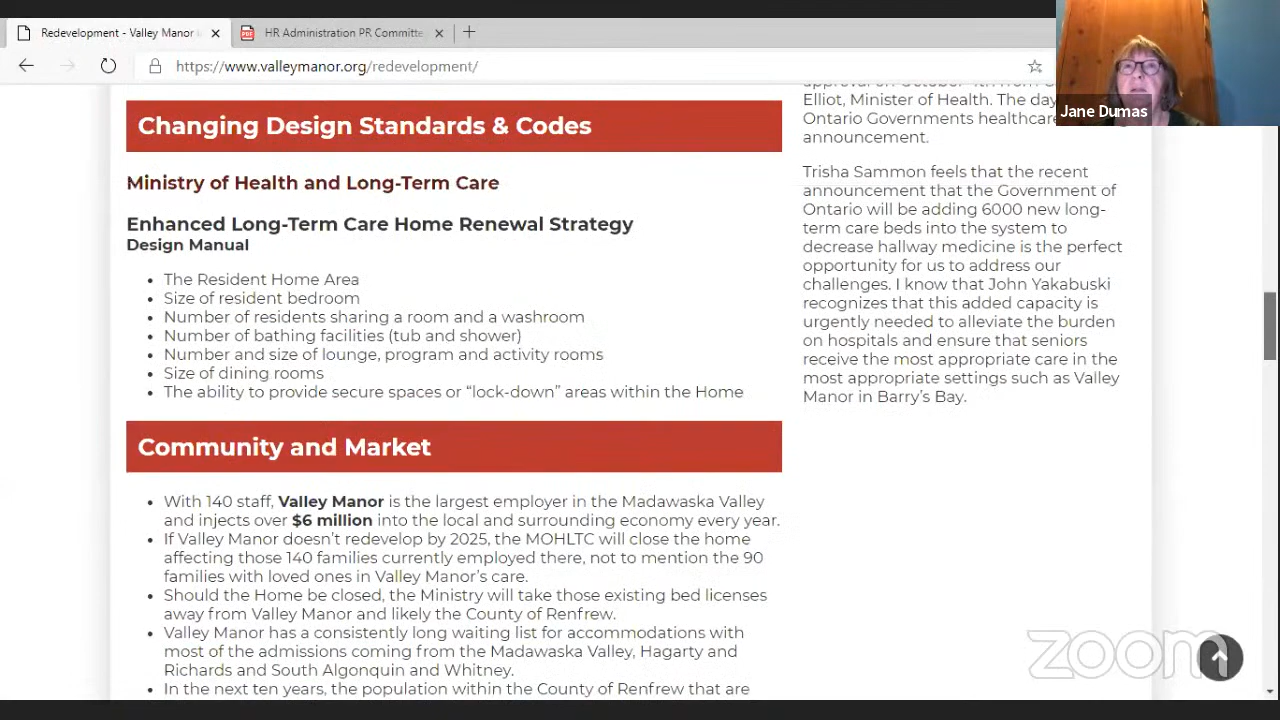 Redevelopment - Valley Manor
HR Administration PR Committe
https://www.valleymanor.org/redevelopment/
Changing Design Standards & Codes
Ministry of Health and Long-Term Care
Enhanced Long-Term Care Home Renewal Strategy
Design Manual
• The Resident Home Area
• Size of resident bedroom
• Number of residents sharing a room and a washroom
• Number of bathing facilities (tub and shower)
• Number and size of lounge, program and activity rooms
• Size of dining rooms
• The ability to provide secure spaces or “lock-down” areas within the Home
Community and Market
• With 140 staff, Valley Manor is the largest employer in the Madawaska Valley
and injects over $6 million into the local and surrounding economy every year.
• If Valley Manor doesn’t redevelop by 2025, the MOHLTC will close the home
affecting those 140 families currently employed there, not to mention the 90
families with loved ones in Valley Manor’s care.
• Should the Home be closed, the Ministry will take those existing bed licenses
away from Valley Manor and likely the County of Renfrew.
• Valley Manor has a consistently long waiting list for accommodations with
most of the admissions coming from the Madawaska Valley, Hagarty and
Richards and South Algonquin and Whitney.
• In the next ten years, the population within the County of Renfrew that are
Elliot, Minister of Health. The day
Ontario Governments healthcare
announcement.
Trisha Sammon feels that the recent
announcement that the Government of
Ontario will be adding 6000 new long-
term care beds into the system to
decrease hallway medicine is the perfect
opportunity for us to address our
challenges. I know that John Yakabuski
recognizes that this added capacity is
urgently needed to alleviate the burden
on hospitals and ensure that seniors
receive the most appropriate care in the
most appropriate settings such as Valley
Manor in Barry’s Bay.
Jane Dumas
zoom